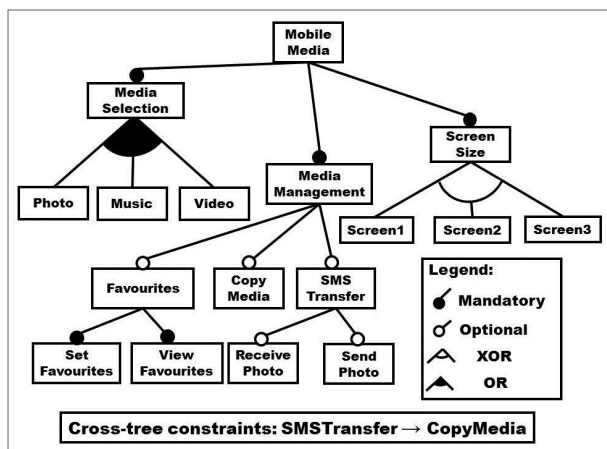 Mobile
Media
Media
Selection
Screen
Size
Media
Management
Photo
Music
Video
Screen1
Screen2
Screen3
Favourites
Copy
Media
SMS
Transfer
Set
Favourites
View
Favourites
Receive
Photo
Send
Photo
Legend:
Mandatory
Optional
XOR
OR
Cross-tree constraints: SMSTransfer → CopyMedia